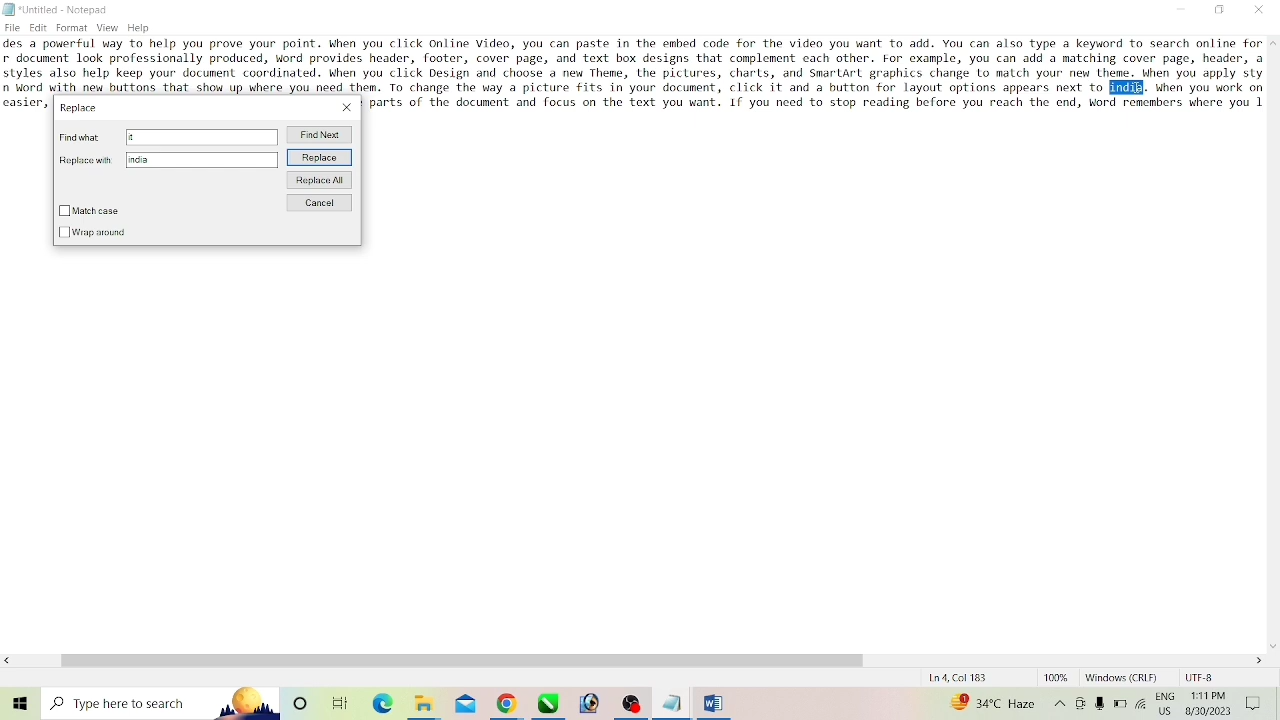 *Untitled - Notepad
File Edit Format View Help
des a powerful way to help you prove your point. When you click Online Video, you can paste in the embed code for the video you want to add. You can also type a keyword to search online for
r document look professionally produced, Word provides header, footer, cover page, and text box designs that complement each other. For example, you can add a matching cover page, header, a
styles also help keep your document coordinated. When you click Design and choose a new Theme, the pictures, charts, and SmartArt graphics change to match your new theme. When you apply sty
n Word with new buttons that show up where you need them. To change the way a picture fits in your document, click it and a button for layout options appears next to india. When you work on
easier, parts of the document and focus on the text you want. If you need to stop reading before you reach the end, Word remembers where you l
Replace
Find what: it Find Next
Replace with: india Replace
Replace All
Cancel
Match case
Wrap around
Ln 4, Col 183 100% Windows (CRLF) UTF-8
Type here to search
34°C Haze
ENG
US
1:11 PM
8/30/2023